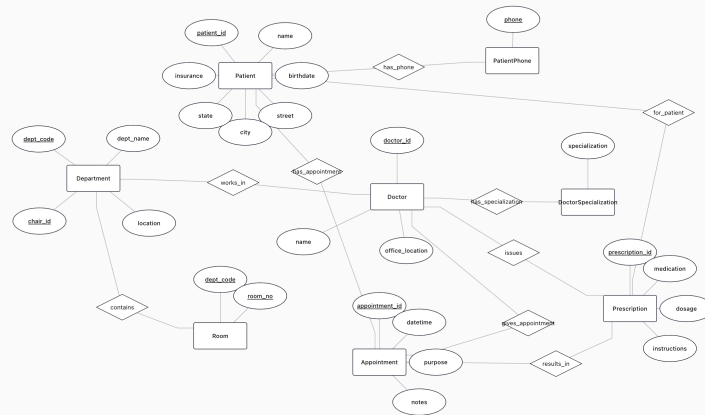 phone
patient_id
name
PatientPhone
has_phone
insurance
Patient
birthdate
state
street
for_patient
city
dept_code
dept_name
doctor_id
specialization
has_appointment
Department
works_in
Doctor
has_specialization
DoctorSpecialization
chair_id
location
name
office_location
issues
prescription_id
medication
dept_code
room_no
contains
Room
appointment_id
datetime
gives_appointment
Prescription
dosage
instructions
Appointment
purpose
results_in
notes